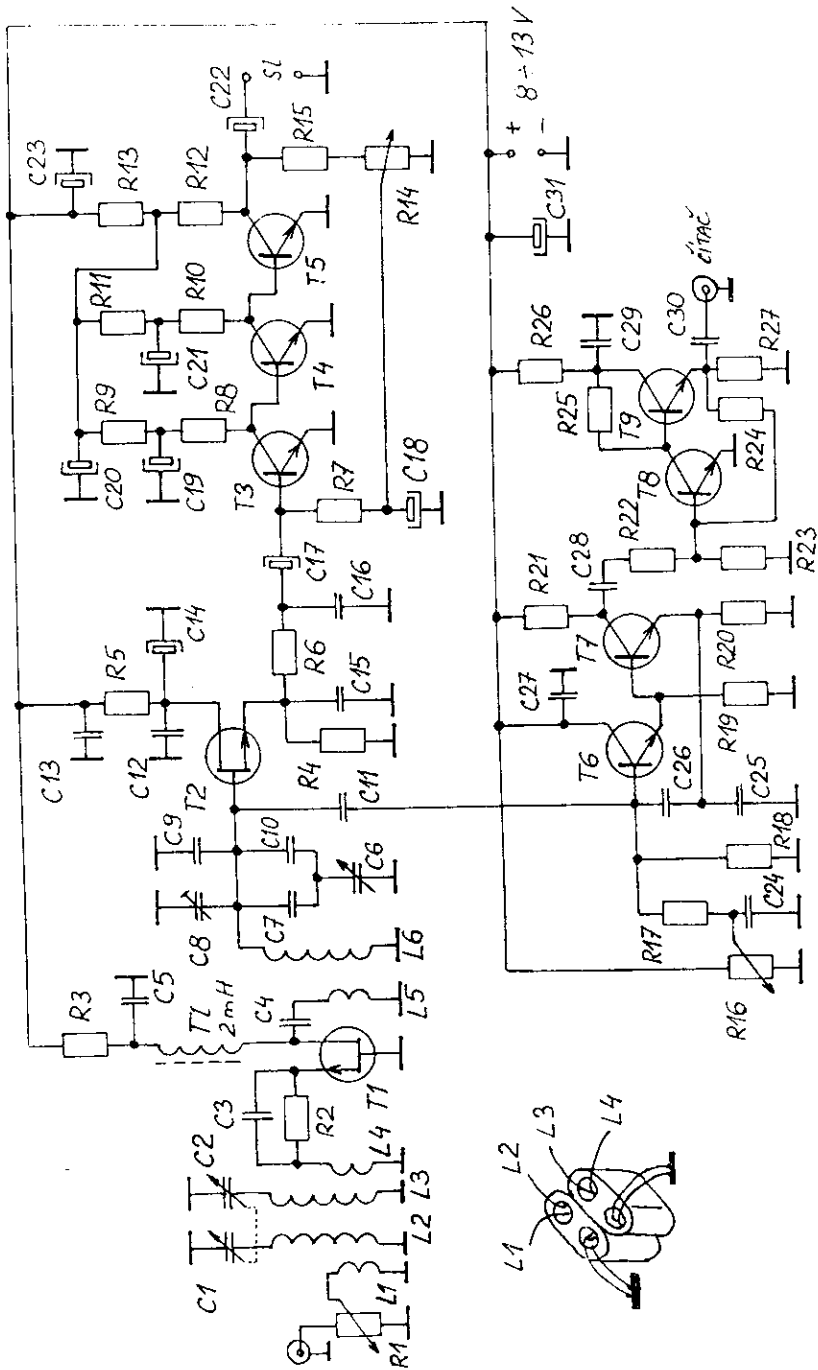 C1
C2
R1
L1
L2
L3
L4
C3
R2
T1
R3
C5
Tl
2mH
C4
L5
L6
C8
C7
C9
C10
C6
C11
C13
R5
C12
C14
T2
R4
C15
R6
C16
C17
C20
R9
C19
R8
T3
R7
C18
R11
C21
R10
T4
C23
R13
R12
T5
C22
Sl
R15
R14
+
- 8÷13V
C31
R16
R17
C24
R18
C26
C25
T6
C27
R19
T7
R20
R21
C28
R22
R23
T8
R24
R25
T9
R26
C29
C30
R27
ČÍTAČ
L1
L2
L3
L4